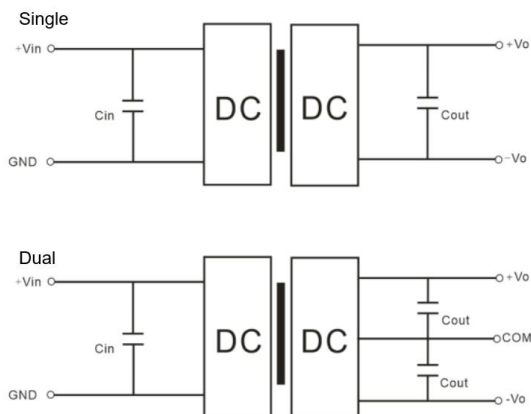 Single
+Vin
+Vo
Cin
DC
DC
Cout
GND
−Vo
Dual
+Vin
+Vo
Cout
Cin
DC
DC
COM
Cout
GND
-Vo